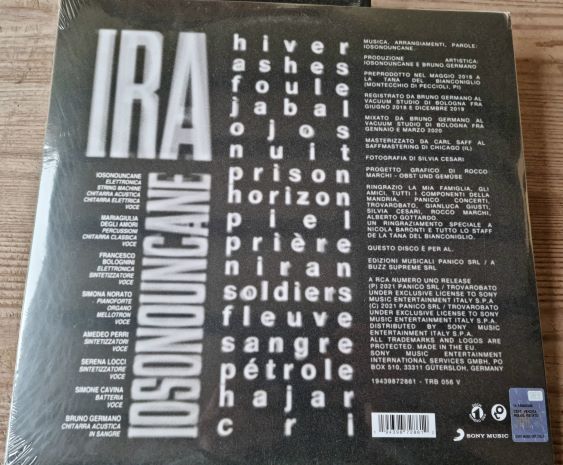 IRA
IOSONOUNCANE
hiver
ashes
foule
jabal
ojos
nuit
prison
horizon
piel
prière
niran
soldiers
fleuve
sangre
pétrole
hajar
cri
IOSONOUNCANE
ELETTRONICA
STRING MACHINE
CHITARRA ACUSTICA
CHITARRA ELETTRICA
VOCE
MARIAGIULIA
DEGLI AMORI
PERCUSSIONI
CHITARRA CLASSICA
VOCE
FRANCESCO
BOLOGNINI
ELETTRONICA
SINTETIZZATORE
VOCE
SIMONA NORATO
PIANOFORTE
ORGANO
MELLOTRON
VOCE
AMEDEO PERRI
SINTETIZZATORI
VOCE
SERENA LOCCI
SINTETIZZATORE
VOCE
SIMONE CAVINA
BATTERIA
VOCE
BRUNO GERMANO
CHITARRA ACUSTICA
IN SANGRE
MUSICA, ARRANGIAMENTI, PAROLE:
IOSONOUNCANE.
PRODUZIONE ARTISTICA:
IOSONOUNCANE E BRUNO GERMANO
PREPRODOTTO NEL MAGGIO 2018 A
LA TANA DEL BIANCONIGLIO
(MONTECCHIO DI PECCIOLI, PI)
REGISTRATO DA BRUNO GERMANO AL
VACUUM STUDIO DI BOLOGNA FRA
GIUGNO 2018 E DICEMBRE 2019
MIXATO DA BRUNO GERMANO AL
VACUUM STUDIO DI BOLOGNA FRA
GENNAIO E MARZO 2020
MASTERIZZATO DA CARL SAFF AL
SAFFMASTERING DI CHICAGO (IL)
FOTOGRAFIA DI SILVIA CESARI
PROGETTO GRAFICO DI ROCCO
MARCHI - OBST UND GEMÜSE
RINGRAZIO LA MIA FAMIGLIA, GLI
AMICI, TUTTI I COMPONENTI DELLA
MANDRIA, PANICO CONCERTI,
TROVAROBATO, GIANLUCA GIUSTI,
SILVIA CESARI, ROCCO MARCHI,
ALBERTO GOTTARDO.
UN RINGRAZIAMENTO SPECIALE A
NICOLA BARONTI E TUTTO LO STAFF
DE LA TANA DEL BIANCONIGLIO.
QUESTO DISCO È PER AL.
EDIZIONI MUSICALI PANICO SRL / A
BUZZ SUPREME SRL
A RCA NUMERO UNO RELEASE
(P) 2021 PANICO SRL / TROVAROBATO
UNDER EXCLUSIVE LICENSE TO SONY
MUSIC ENTERTAINMENT ITALY S.P.A.
(C) 2021 PANICO SRL / TROVAROBATO
UNDER EXCLUSIVE LICENSE TO SONY
MUSIC ENTERTAINMENT ITALY S.P.A.
DISTRIBUTED BY SONY MUSIC
ENTERTAINMENT ITALY S.P.A.
ALL TRADEMARKS AND LOGOS ARE
PROTECTED. MADE IN THE EU.
SONY MUSIC ENTERTAINMENT
INTERNATIONAL SERVICES GMBH, PO
BOX 510, 33311 GÜTERSLOH, GERMANY
19439872861 - TRB 056 V
SONY MUSIC